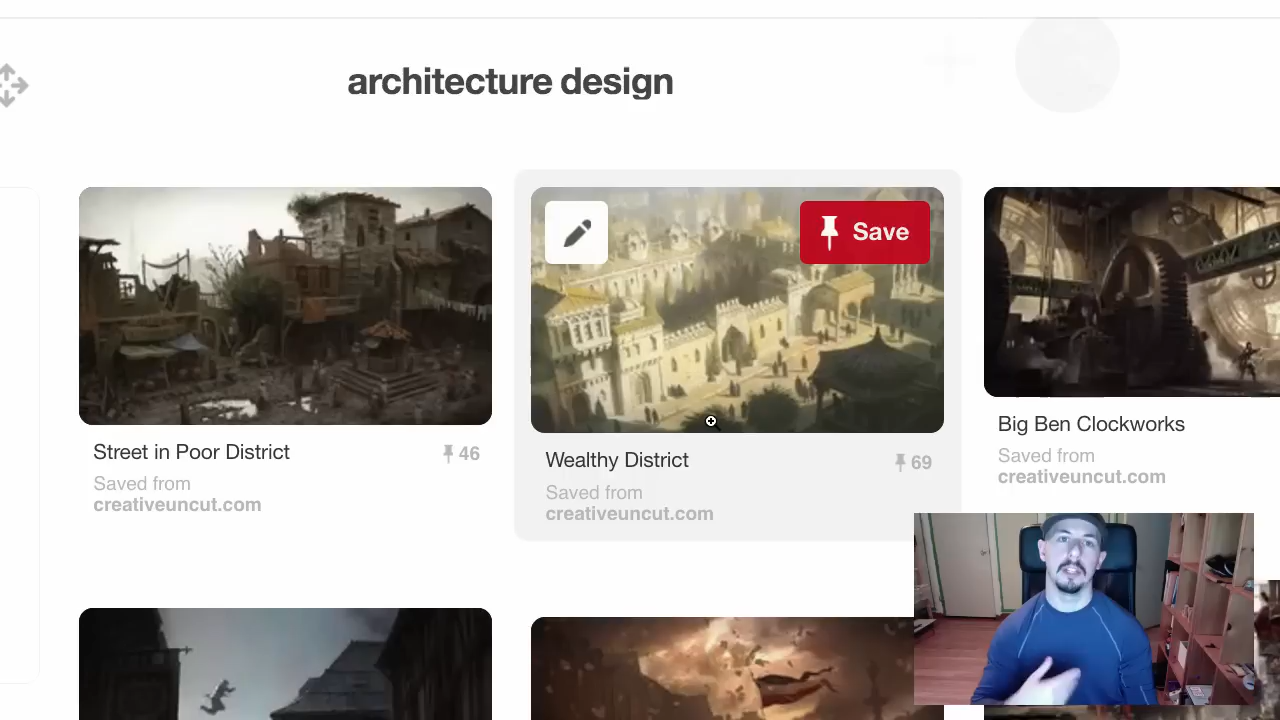 architecture design
Save
Street in Poor District
46
Saved from
creativeuncut.com
Wealthy District
69
Saved from
creativeuncut.com
Big Ben Clockworks
Saved from
creativeuncut.com